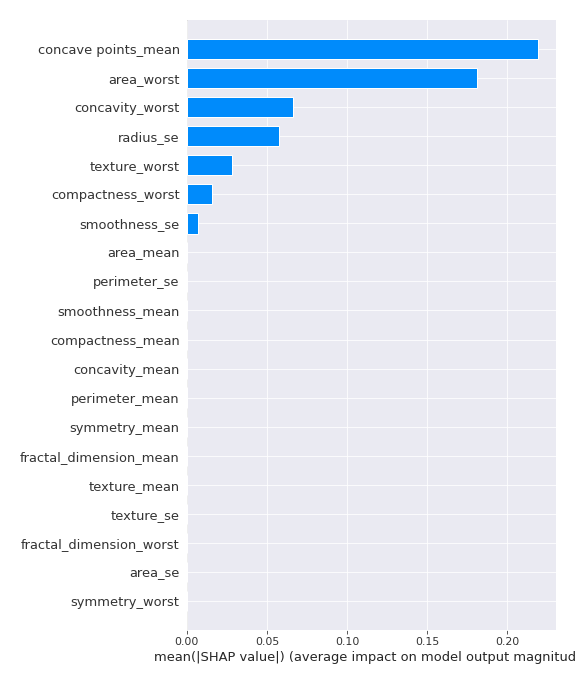 concave points_mean
area_worst
concavity_worst
radius_se
texture_worst
compactness_worst
smoothness_se
area_mean
perimeter_se
smoothness_mean
compactness_mean
concavity_mean
perimeter_mean
symmetry_mean
fractal_dimension_mean
texture_mean
texture_se
fractal_dimension_worst
area_se
symmetry_worst
0.00 0.05 0.10 0.15 0.20
mean(|SHAP value|) (average impact on model output magnitud